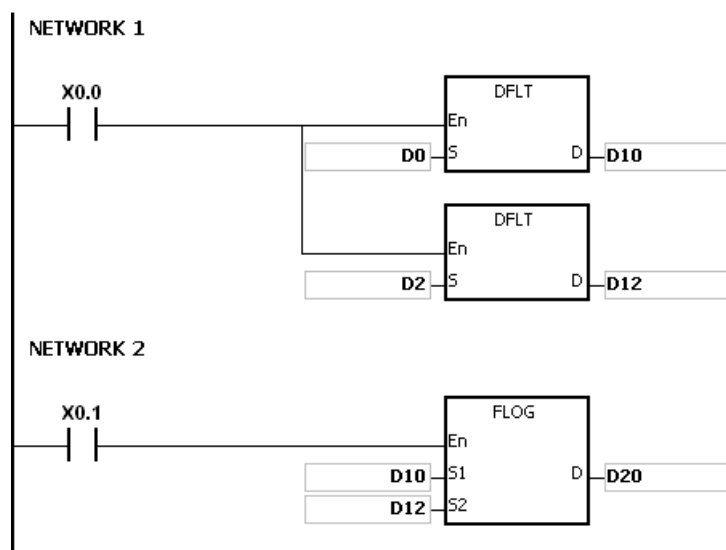 NETWORK 1
X0.0
DFLT
En
D0 S D D10
DFLT
En
D2 S D D12
NETWORK 2
X0.1
FLOG
En
D10 S1 D D20
D12 S2